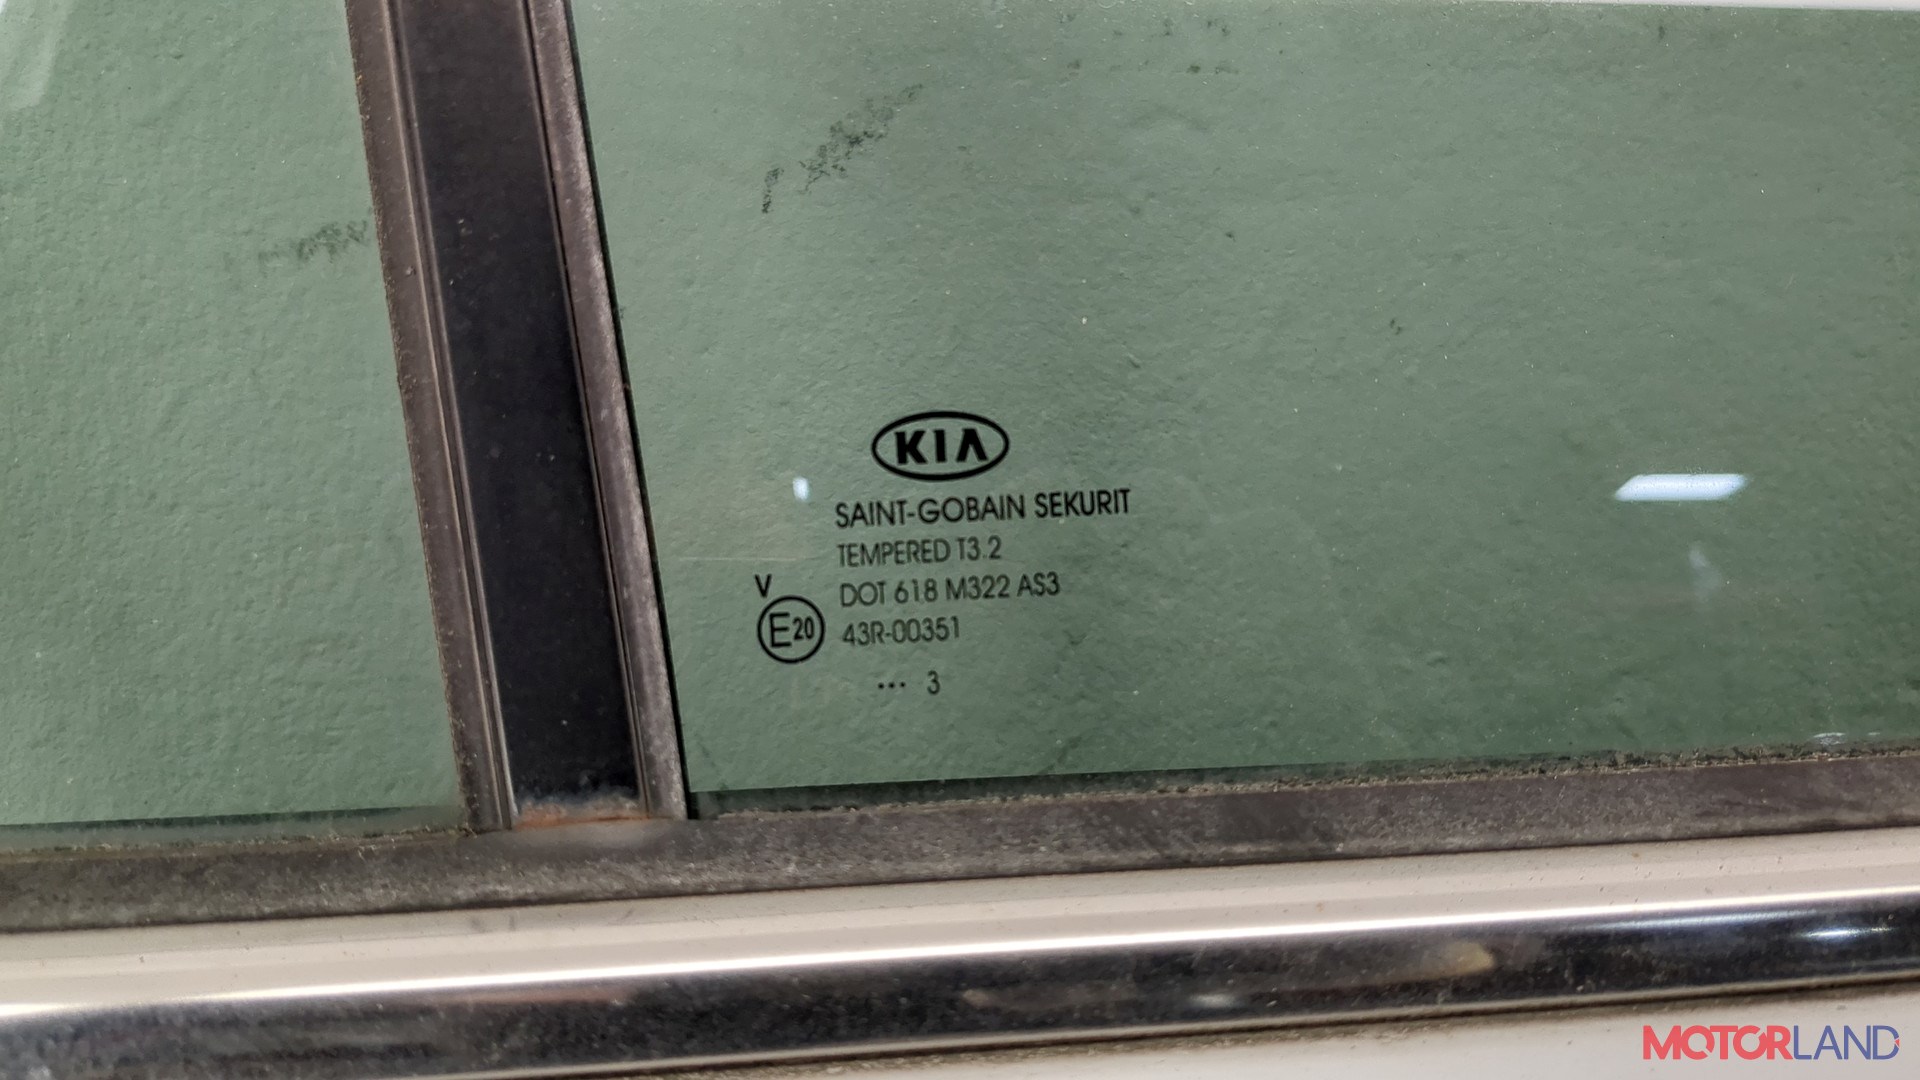 KIA
SAINT-GOBAIN SEKURIT
TEMPERED T3.2
V
DOT 618 M322 AS3
E20 43R-00351
... 3
MOTORLAND